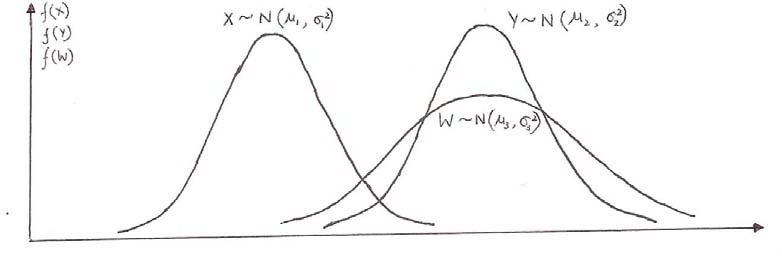 f(X)
f(Y)
f(W)
X ~ N(μ₁, σ₁²)
Y ~ N(μ₂, σ₂²)
W ~ N(μ₃, σ₃²)